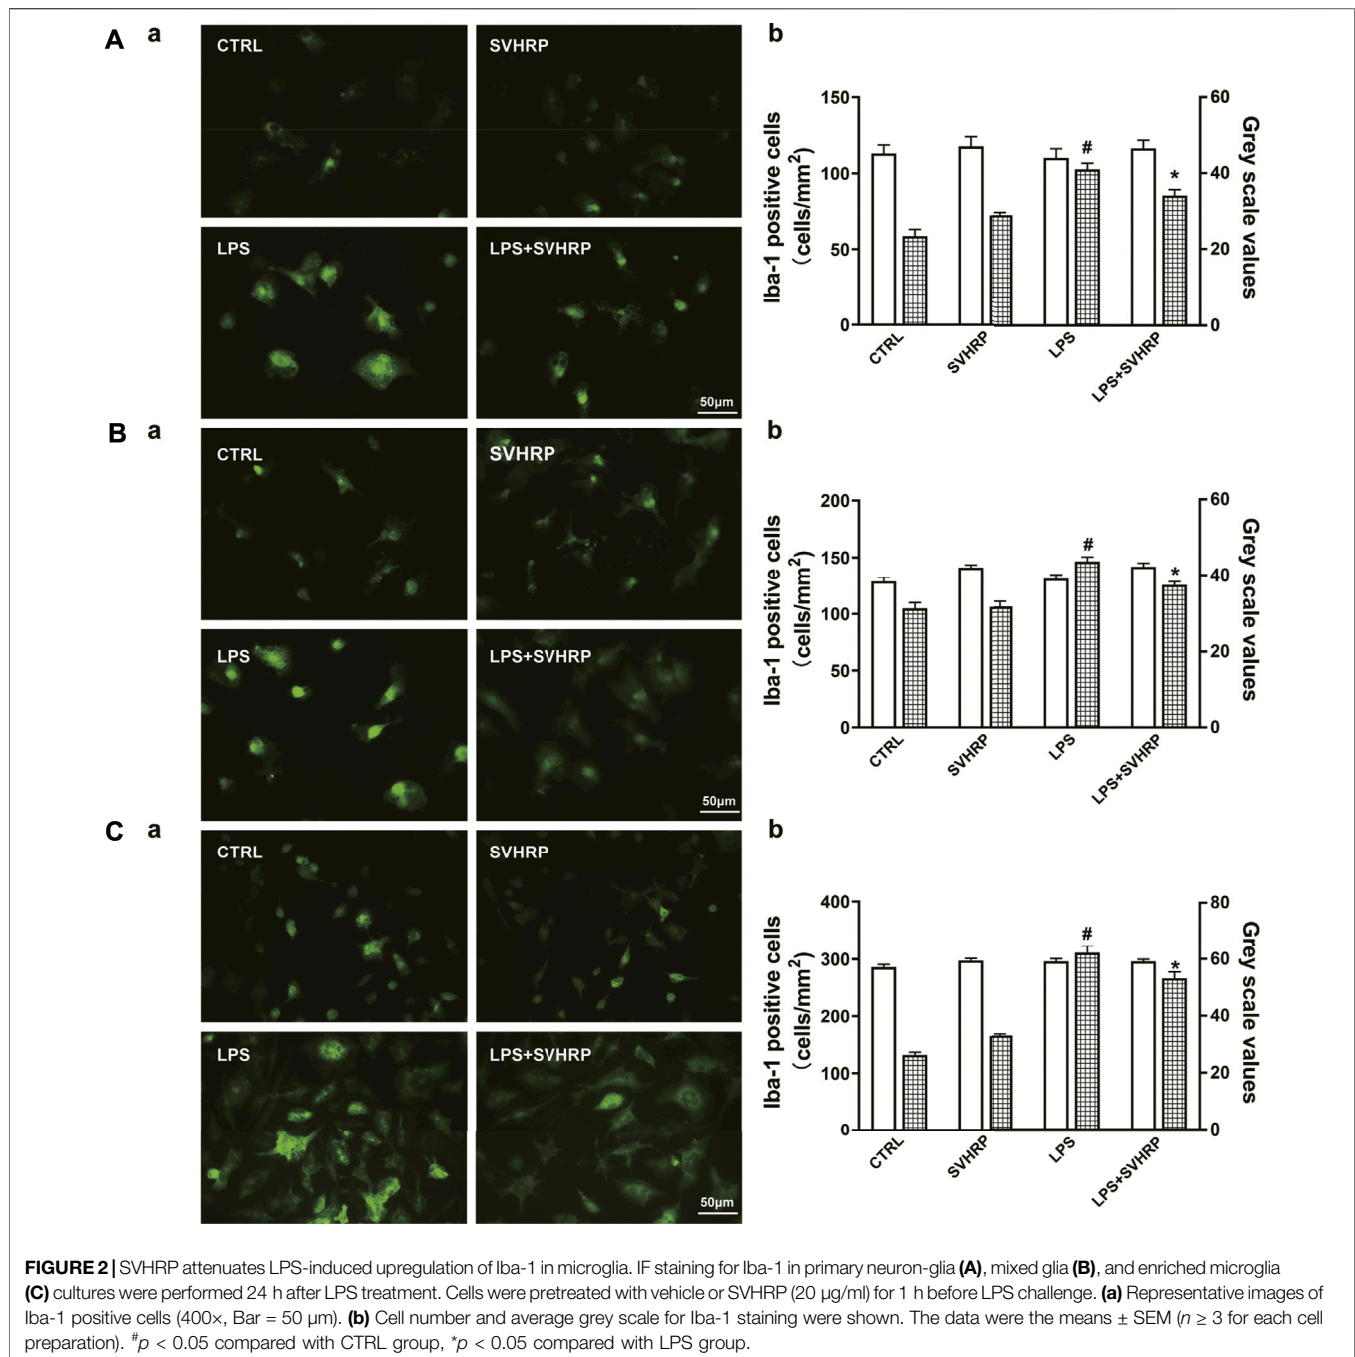 A a b
CTRL SVHRP
LPS LPS+SVHRP
50µm
Iba-1 positive cells
(cells/mm²)
150
100
50
0
Grey scale values
60
40
20
0
#
*
CTRL SVHRP LPS LPS+SVHRP
B a b
CTRL SVHRP
LPS LPS+SVHRP
50µm
Iba-1 positive cells
(cells/mm²)
200
150
100
50
0
Grey scale values
60
40
20
0
#
*
CTRL SVHRP LPS LPS+SVHRP
C a b
CTRL SVHRP
LPS LPS+SVHRP
50µm
Iba-1 positive cells
(cells/mm²)
400
300
200
100
0
Grey scale values
80
60
40
20
0
#
*
CTRL SVHRP LPS LPS+SVHRP
FIGURE 2 | SVHRP attenuates LPS-induced upregulation of Iba-1 in microglia. IF staining for Iba-1 in primary neuron-glia (A), mixed glia (B), and enriched microglia
(C) cultures were performed 24 h after LPS treatment. Cells were pretreated with vehicle or SVHRP (20 µg/ml) for 1 h before LPS challenge. (a) Representative images of
Iba-1 positive cells (400×, Bar = 50 µm). (b) Cell number and average grey scale for Iba-1 staining were shown. The data were the means ± SEM (n ≥ 3 for each cell
preparation). #p < 0.05 compared with CTRL group, *p < 0.05 compared with LPS group.